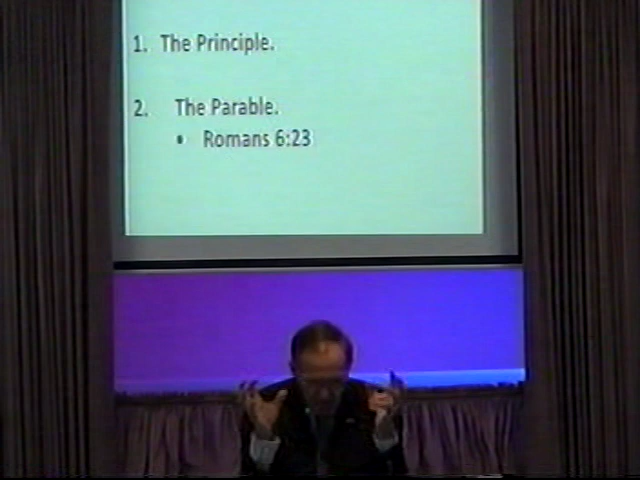 1. The Principle.
2. The Parable.
• Romans 6:23